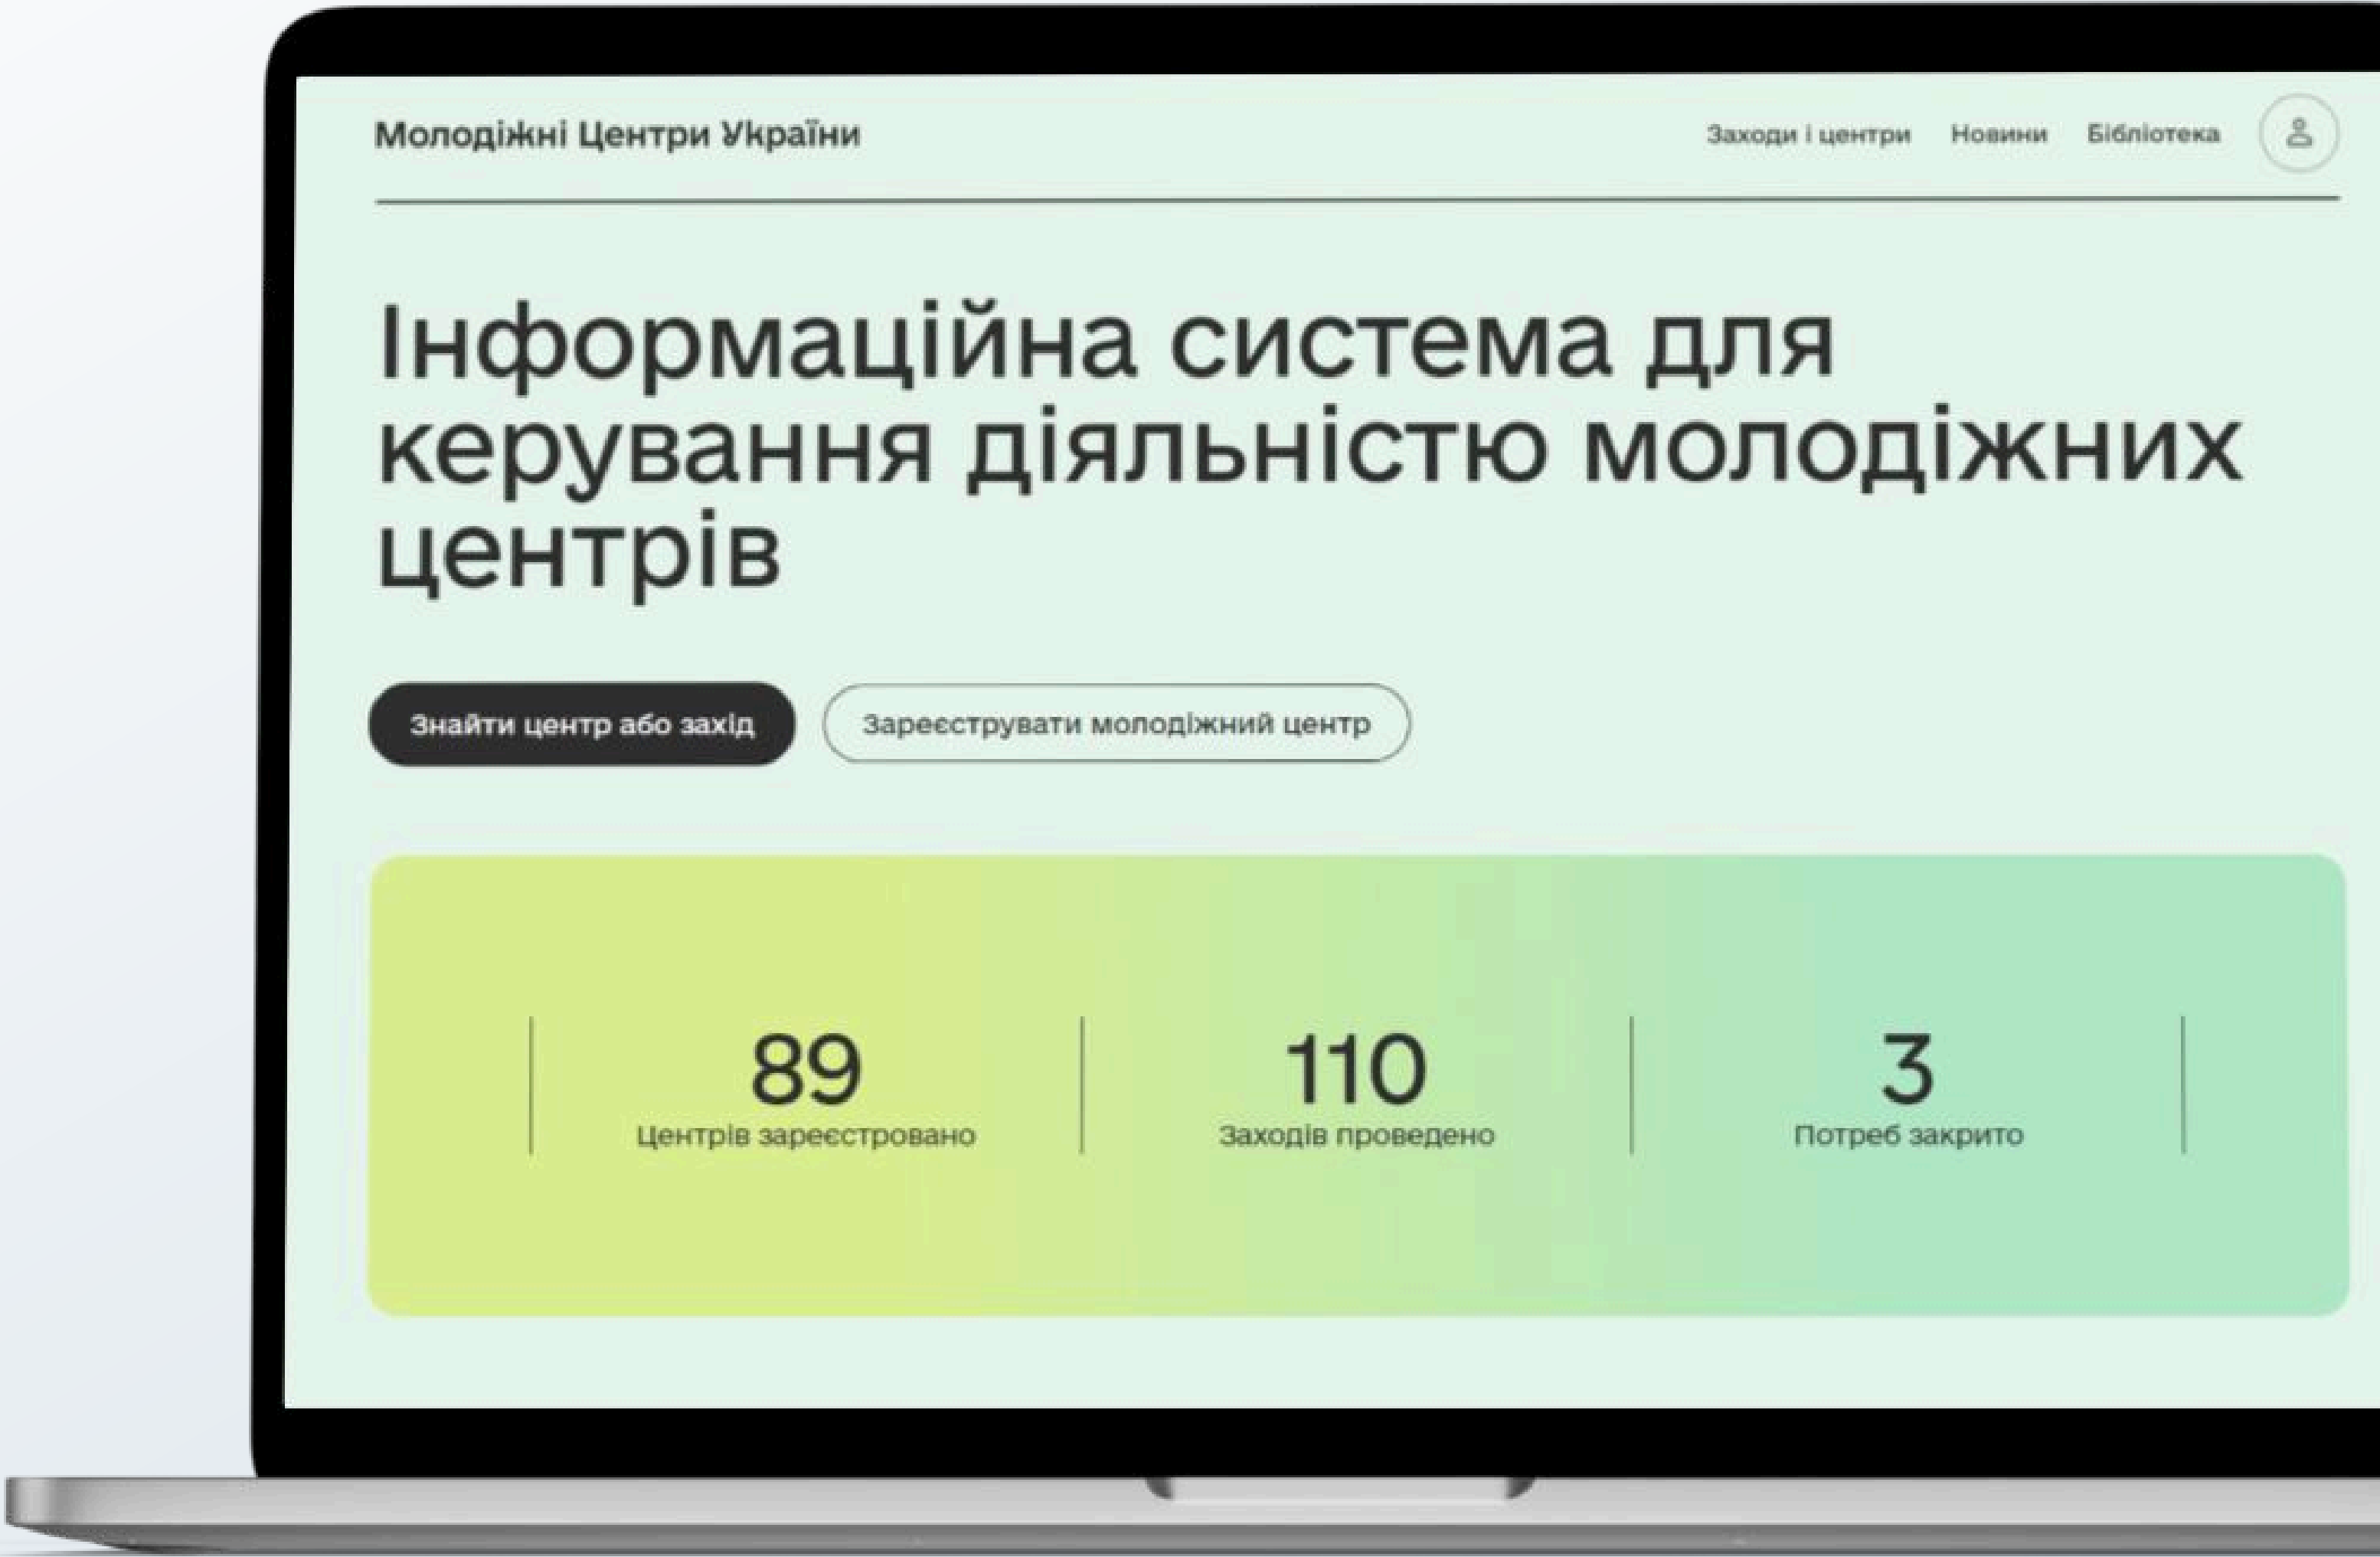 Молодіжні Центри України
Заходи і центри Новини Бібліотека
Інформаційна система для
керування діяльністю молодіжних
центрів
Знайти центр або захід Зареєструвати молодіжний центр
89 110 3
Центрів зареєстровано Заходів проведено Потреб закрито